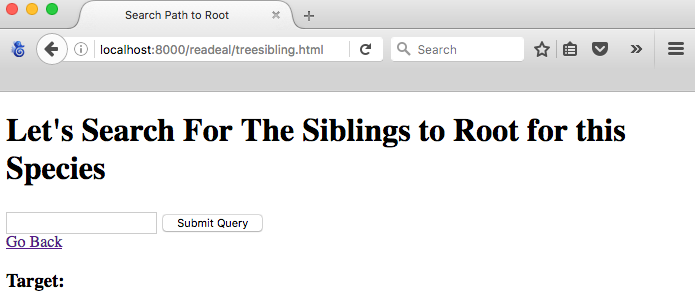 Search Path to Root
localhost:8000/readeal/treesibling.html
Search
Let's Search For The Siblings to Root for this
Species
Submit Query
Go Back
Target: